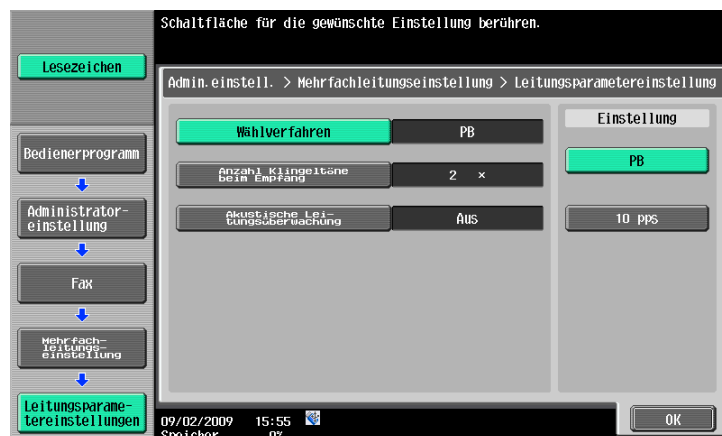 Schaltfläche für die gewünschte Einstellung berühren.
Lesezeichen
Admin.einstell. > Mehrfachleitungseinstellung > Leitungsparametereinstellung
Bedienerprogramm
Administrator-
einstellung
Fax
Mehrfach-
leitungs-
einstellung
Leitungsparame-
tereinstellungen
Wählverfahren
PB
Anzahl Klingeltöne
beim Empfang
2 ×
Akustische Lei-
tungsüberwachung
Aus
Einstellung
PB
10 pps
09/02/2009 15:55
Speicher 0%
OK